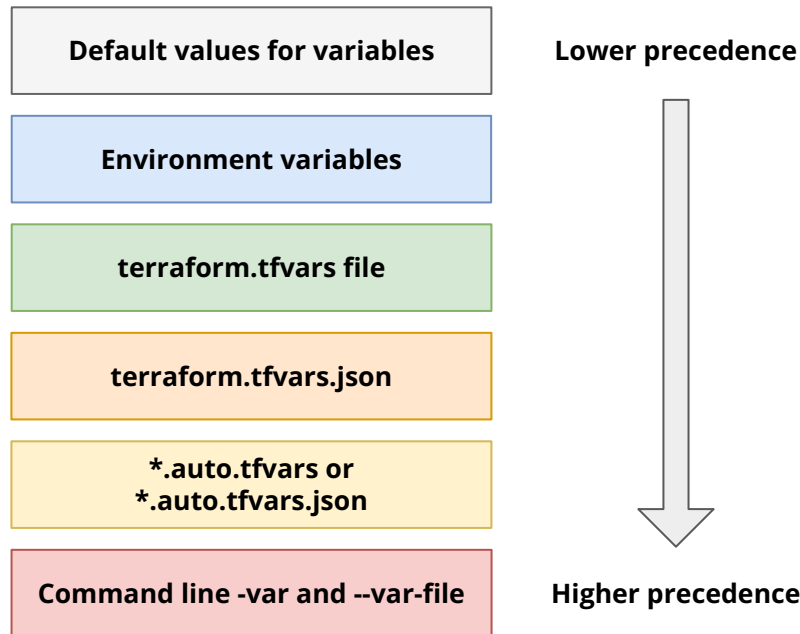 Default values for variables
Lower precedence
Environment variables
terraform.tfvars file
terraform.tfvars.json
*.auto.tfvars or
*.auto.tfvars.json
Command line -var and --var-file
Higher precedence